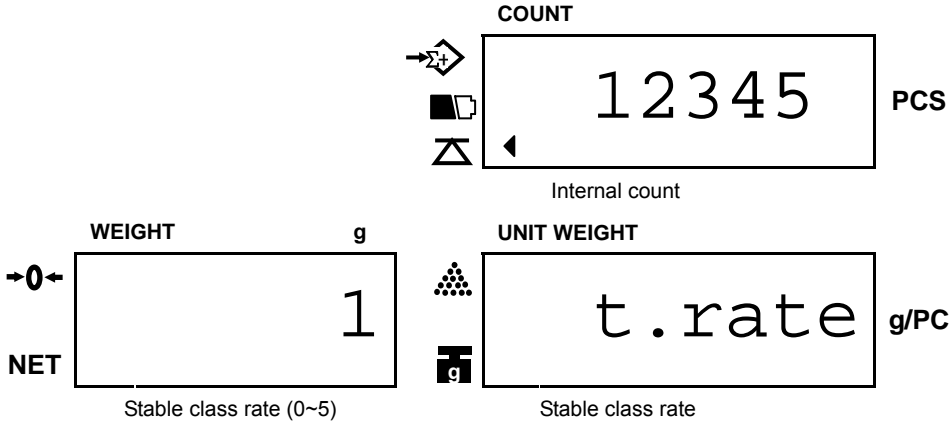 COUNT
Σ+
12345
PCS
Internal count
WEIGHT g
UNIT WEIGHT
→0←
1
t.rate
g/PC
NET
g
Stable class rate (0~5)
Stable class rate